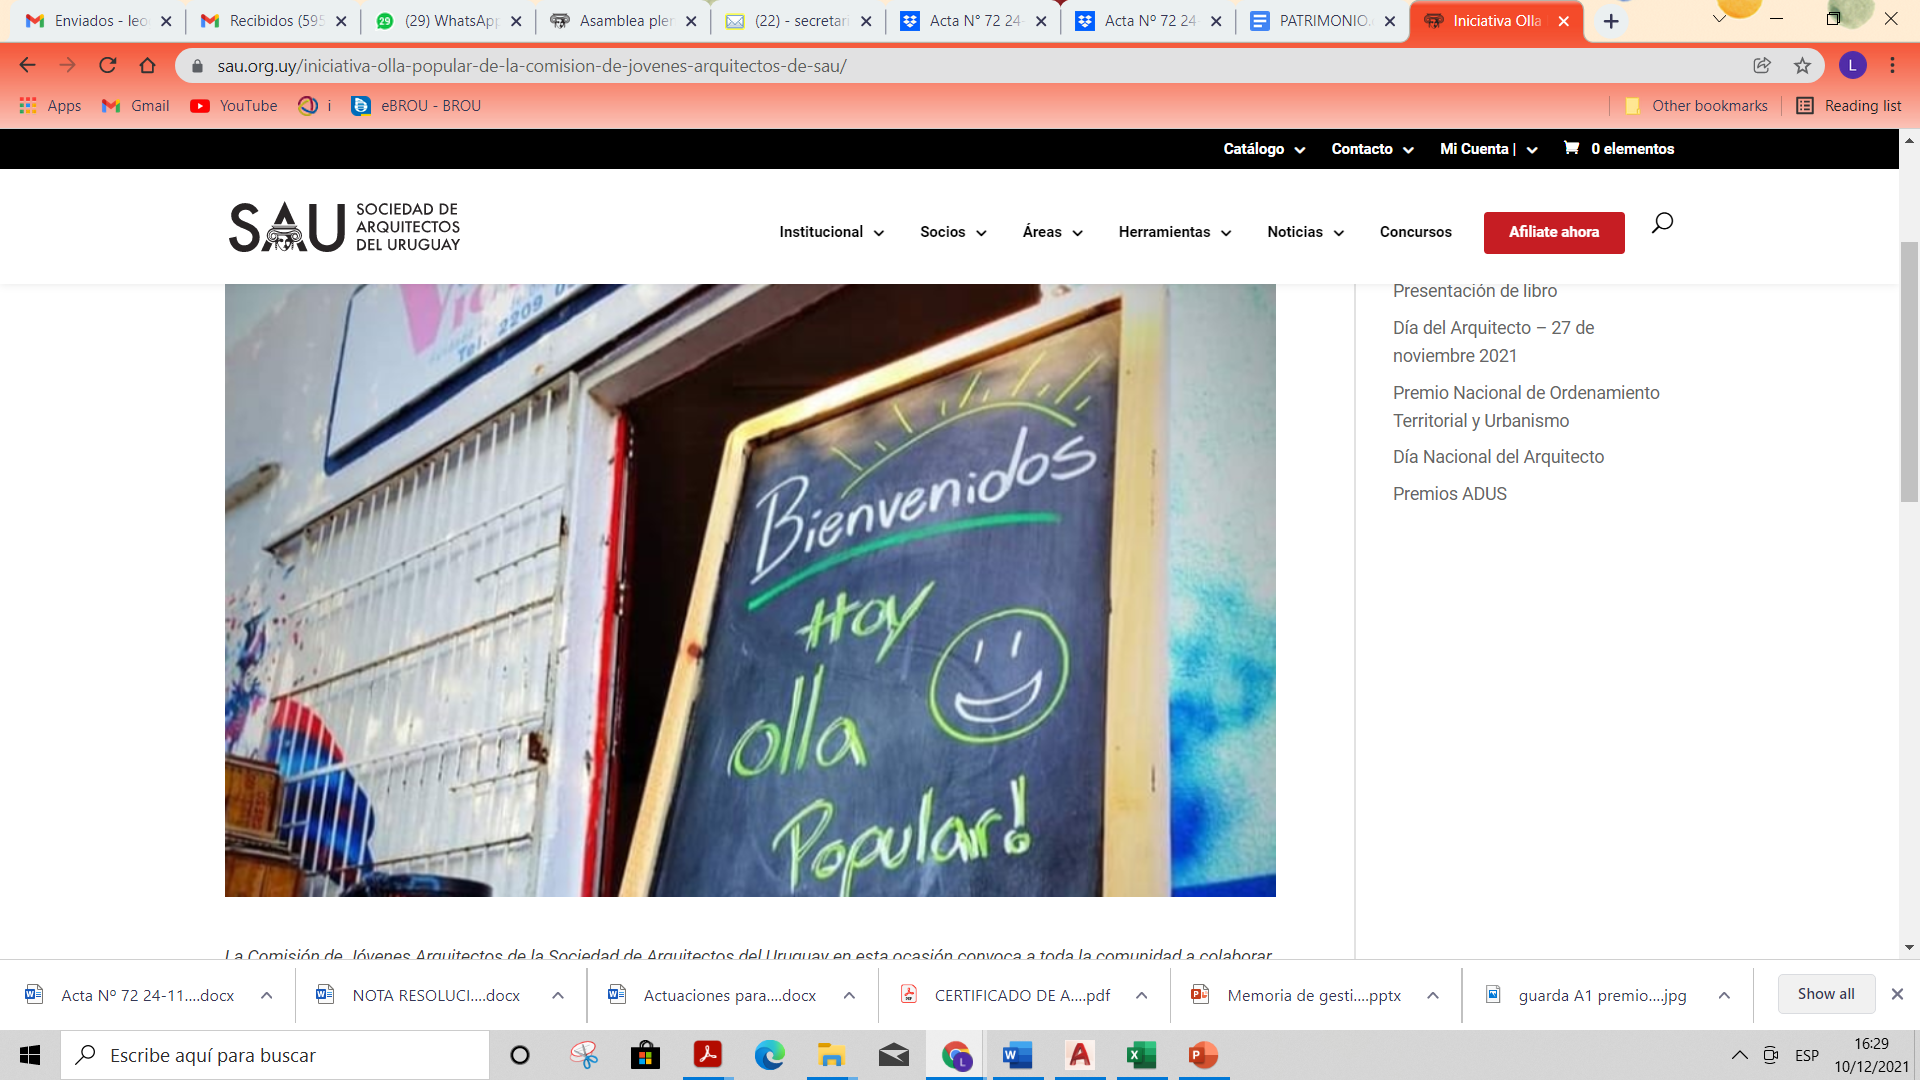 Enviados - leo
Recibidos (595
(29) WhatsApp
Asamblea plen
(22) - secretari
Acta N° 72 24-
Acta Nº 72 24
PATRIMONIO.
Iniciativa Olla
sau.org.uy/iniciativa-olla-popular-de-la-comision-de-jovenes-arquitectos-de-sau/
L
Apps
Gmail
YouTube
i
eBROU - BROU
Other bookmarks
Reading list
Catálogo
Contacto
Mi Cuenta |
0 elementos
SAU
SOCIEDAD DE
ARQUITECTOS
DEL URUGUAY
Institucional
Socios
Áreas
Herramientas
Noticias
Concursos
Afiliate ahora
Tel. 2209
Bienvenidos
Hoy
olla
Popular!
Presentación de libro
Día del Arquitecto – 27 de
noviembre 2021
Premio Nacional de Ordenamiento
Territorial y Urbanismo
Día Nacional del Arquitecto
Premios ADUS
La Comisión de Jóvenes Arquitectos de la Sociedad de Arquitectos del Uruguay en esta ocasión convoca a toda la comunidad a colaborar
Acta Nº 72 24-11....docx
NOTA RESOLUCI....docx
Actuaciones para....docx
CERTIFICADO DE A....pdf
Memoria de gesti....pptx
guarda A1 premio....jpg
Show all
Escribe aquí para buscar
ESP
16:29
10/12/2021